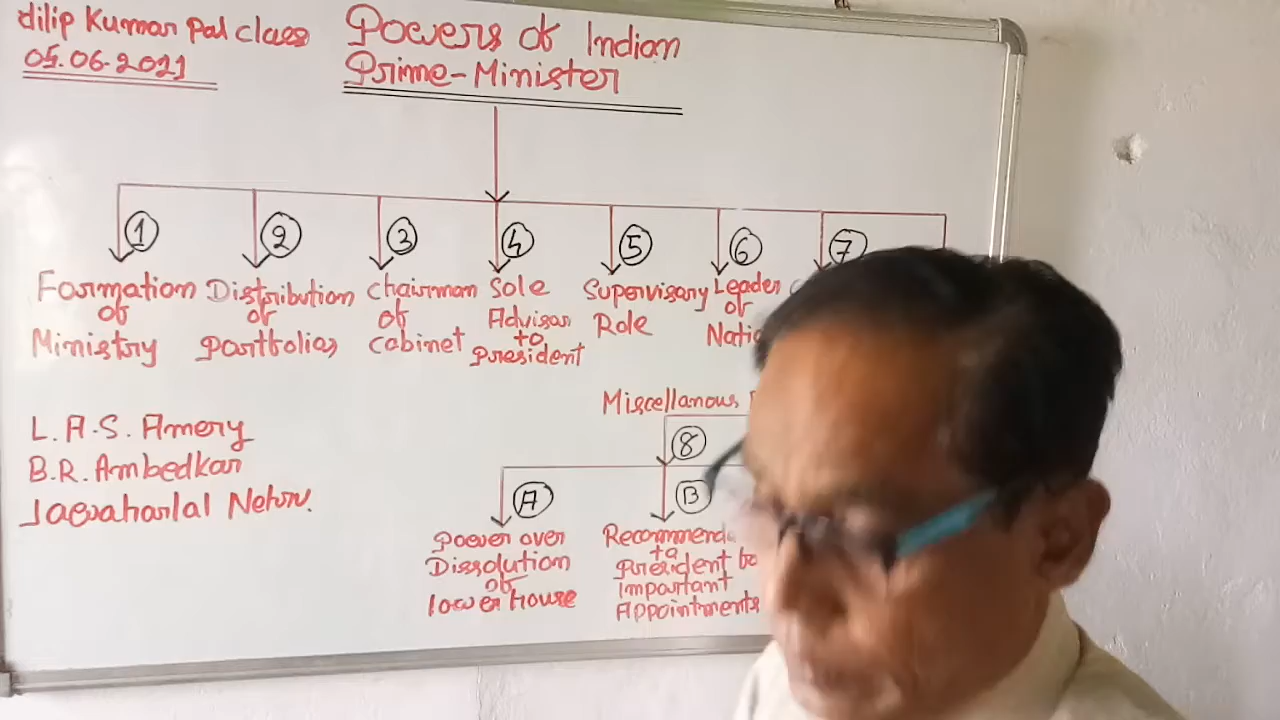 dilip Kumar pal class
05.06.2021
Powers of Indian
Prime-Minister
1
Formation
of
Ministry
2
Distribution
of
portfolios
3
chairman
of
cabinet
4
Sole
Advisor
to
president
5
Supervisory
Role
6
Leader
of
7
Miscellanous
8
A
power over
Dissolution
of
lower house
B
to
president
Important
Appointments
L.A.S. Amery
B.R. Ambedkar
Jawaharlal Nehru.